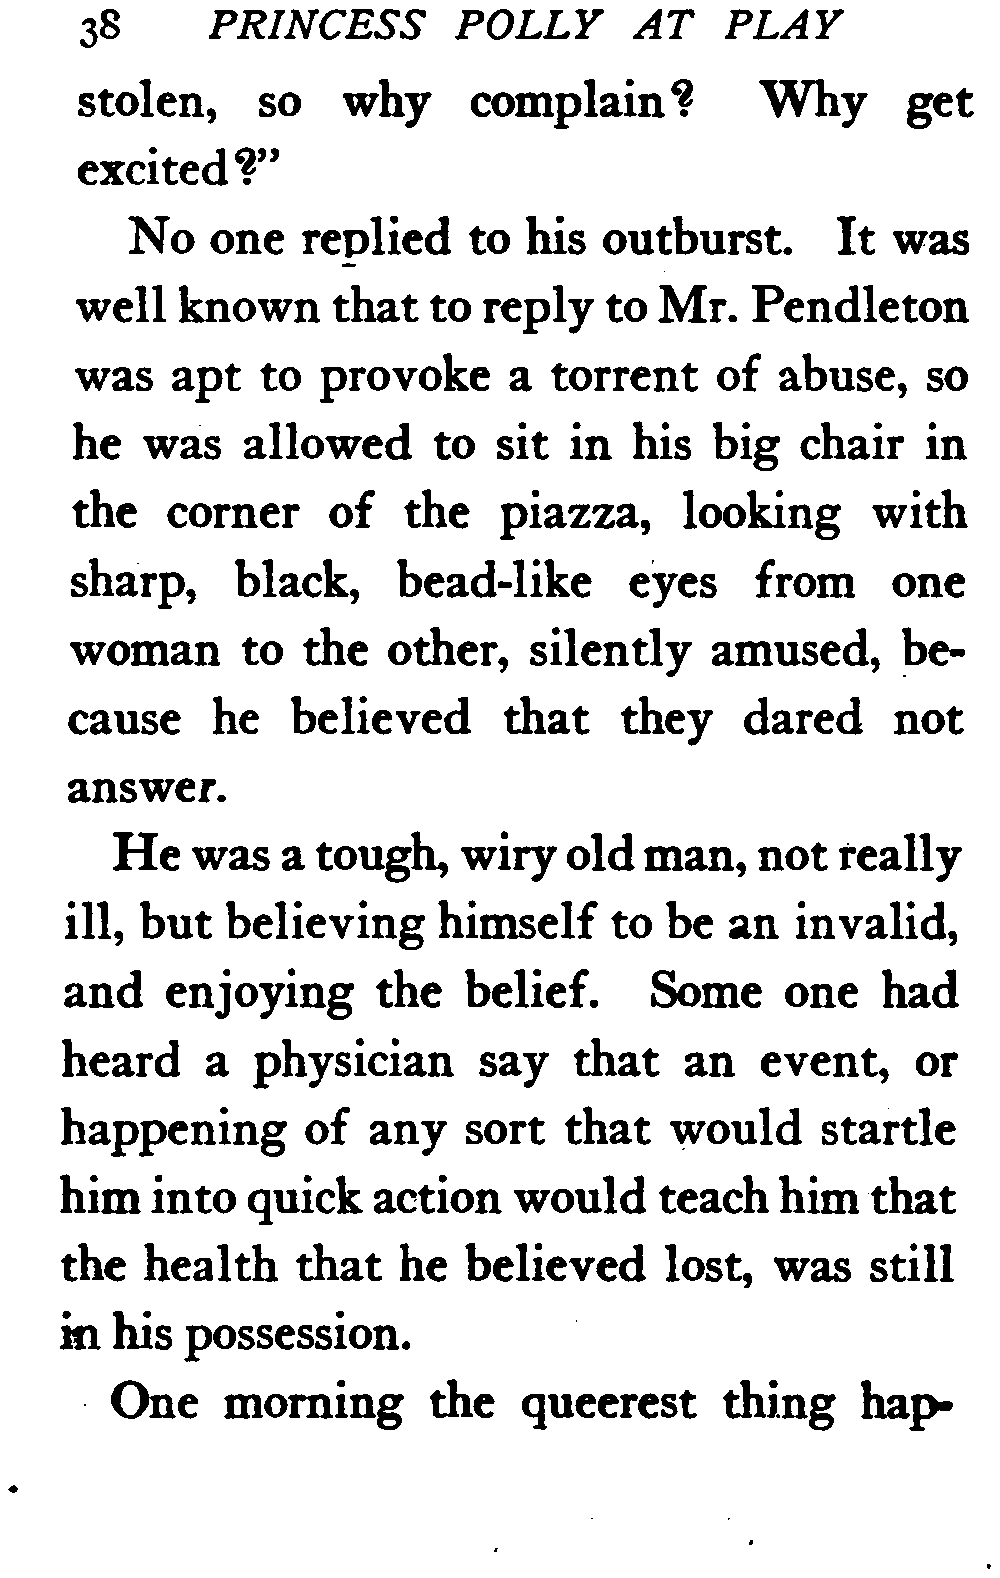 38 PRINCESS POLLY AT PLAY
stolen, so why complain? Why get
excited?"
No one replied to his outburst. It was
well known that to reply to Mr. Pendleton
was apt to provoke a torrent of abuse, so
he was allowed to sit in his big chair in
the corner of the piazza, looking with
sharp, black, bead-like eyes from one
woman to the other, silently amused, be-
cause he believed that they dared not
answer.
He was a tough, wiry old man, not really
ill, but believing himself to be an invalid,
and enjoying the belief. Some one had
heard a physician say that an event, or
happening of any sort that would startle
him into quick action would teach him that
the health that he believed lost, was still
in his possession.
One morning the queerest thing hap-